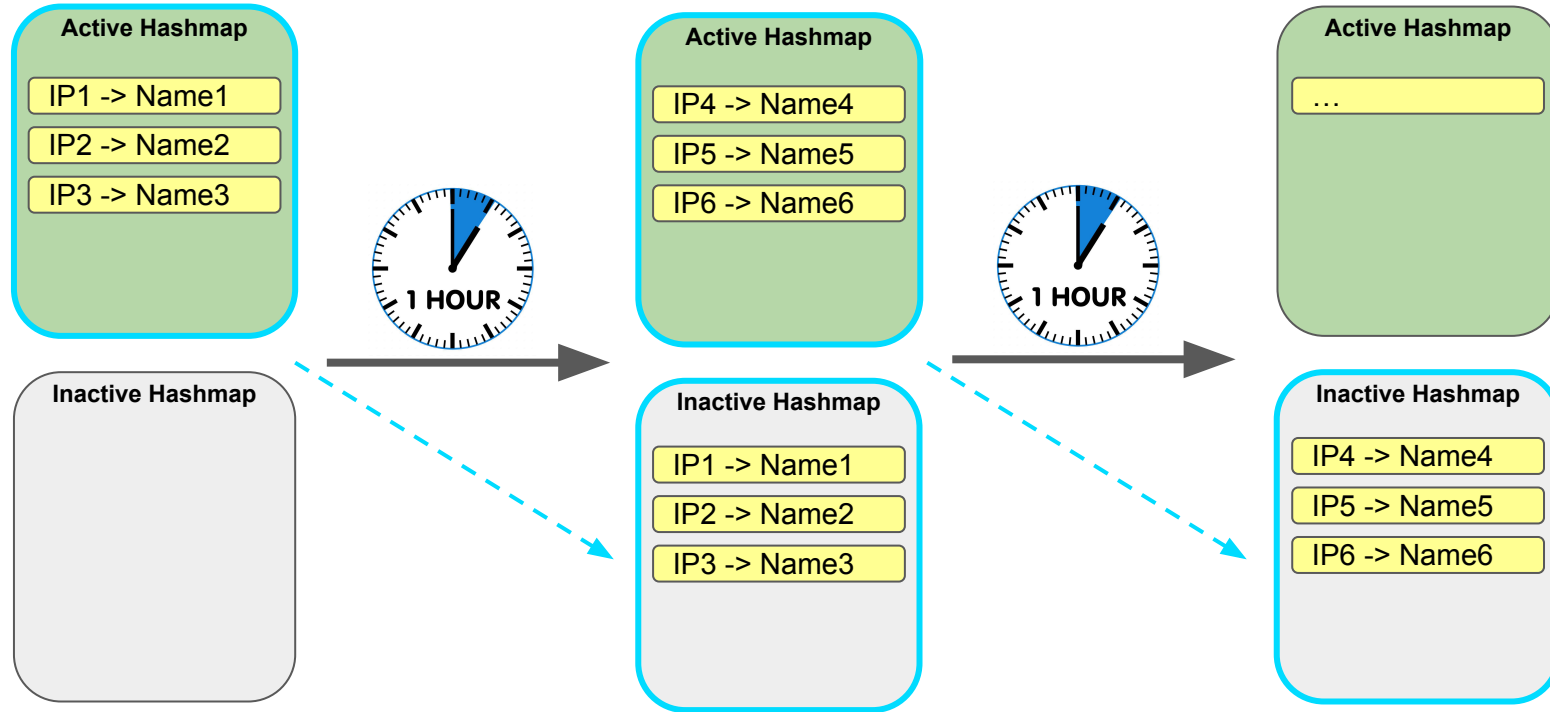 Active Hashmap
IP1 -> Name1
IP2 -> Name2
IP3 -> Name3
Inactive Hashmap
1 HOUR
Active Hashmap
IP4 -> Name4
IP5 -> Name5
IP6 -> Name6
Inactive Hashmap
IP1 -> Name1
IP2 -> Name2
IP3 -> Name3
1 HOUR
Active Hashmap
...
Inactive Hashmap
IP4 -> Name4
IP5 -> Name5
IP6 -> Name6